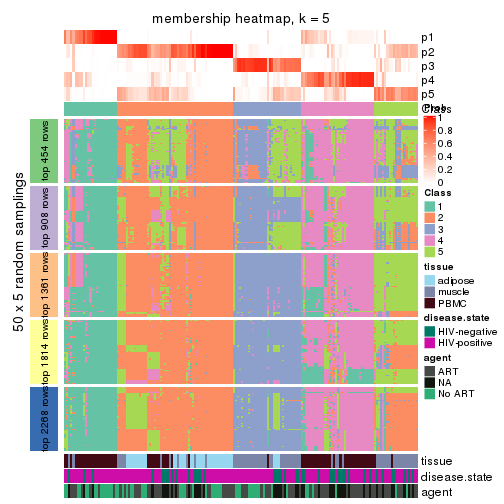 membership heatmap, k = 5
p1
p2
p3
p4
p5
Class
Prob
1
0.8
0.6
0.4
0.2
0
Class
1
2
3
4
5
tissue
adipose
muscle
PBMC
disease.state
HIV-negative
HIV-positive
agent
ART
NA
No ART
50 x 5 random samplings
top 454 rows
top 908 rows
top 1361 rows
top 1814 rows
top 2268 rows
tissue
disease.state
agent